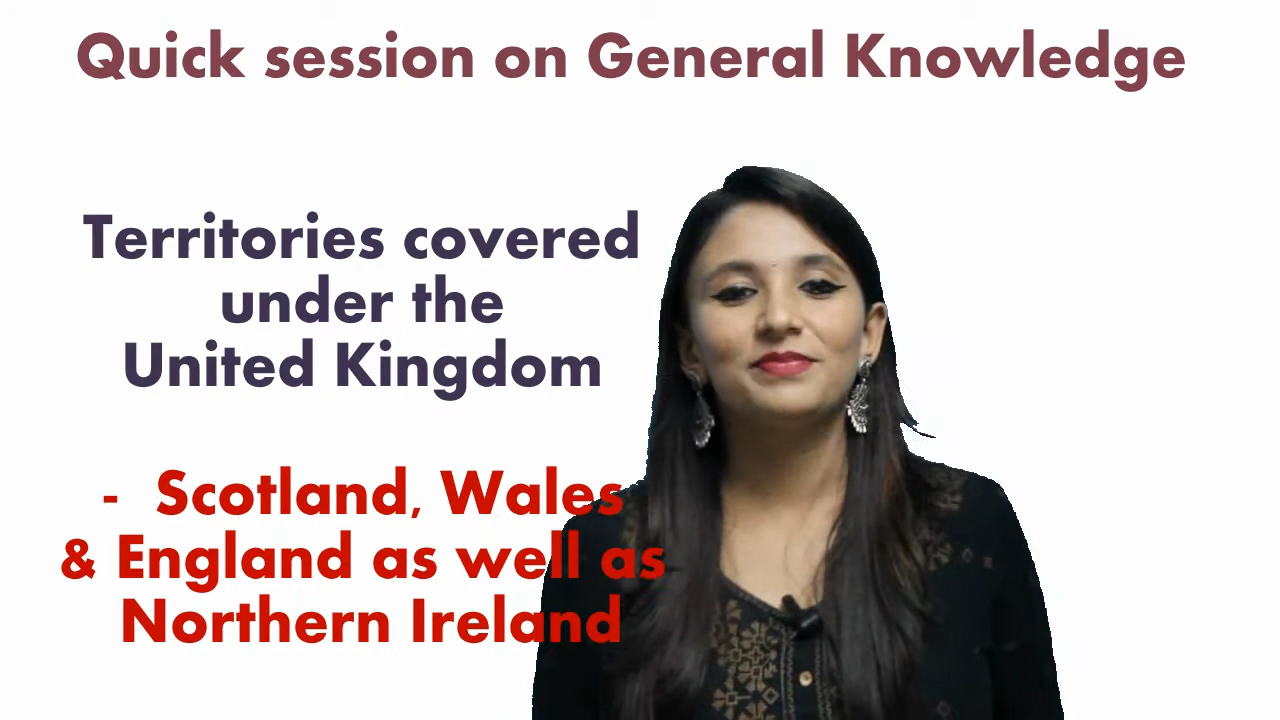 Quick session on General Knowledge
Territories covered
under the
United Kingdom
- Scotland, Wales
& England as well as
Northern Ireland